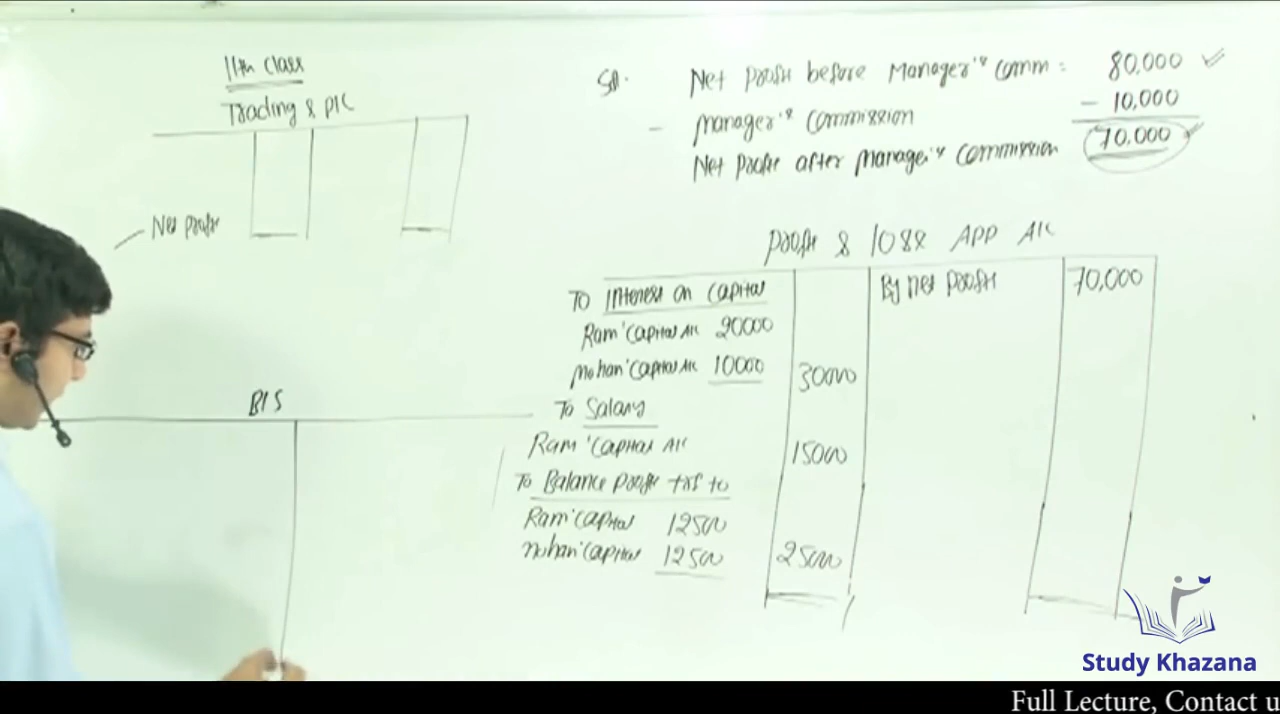 11th class
Trading & P/C
Net profit
B/S
Sol. Net profit before Manager's comm = 80,000
- Manager's commission - 10,000
Net profit after Manager's commission 70,000
Profit & loss APP A/C
To Interest on capital By net profit 70,000
Ram' capital A/c 20000
Mohan' capital A/c 10000 30000
To Salary
Ram 'capital A/C 15000
To Balance profit trf to
Ram' capital 12500
Mohan' capital 12500 25000
Study Khazana
Full Lecture, Contact u